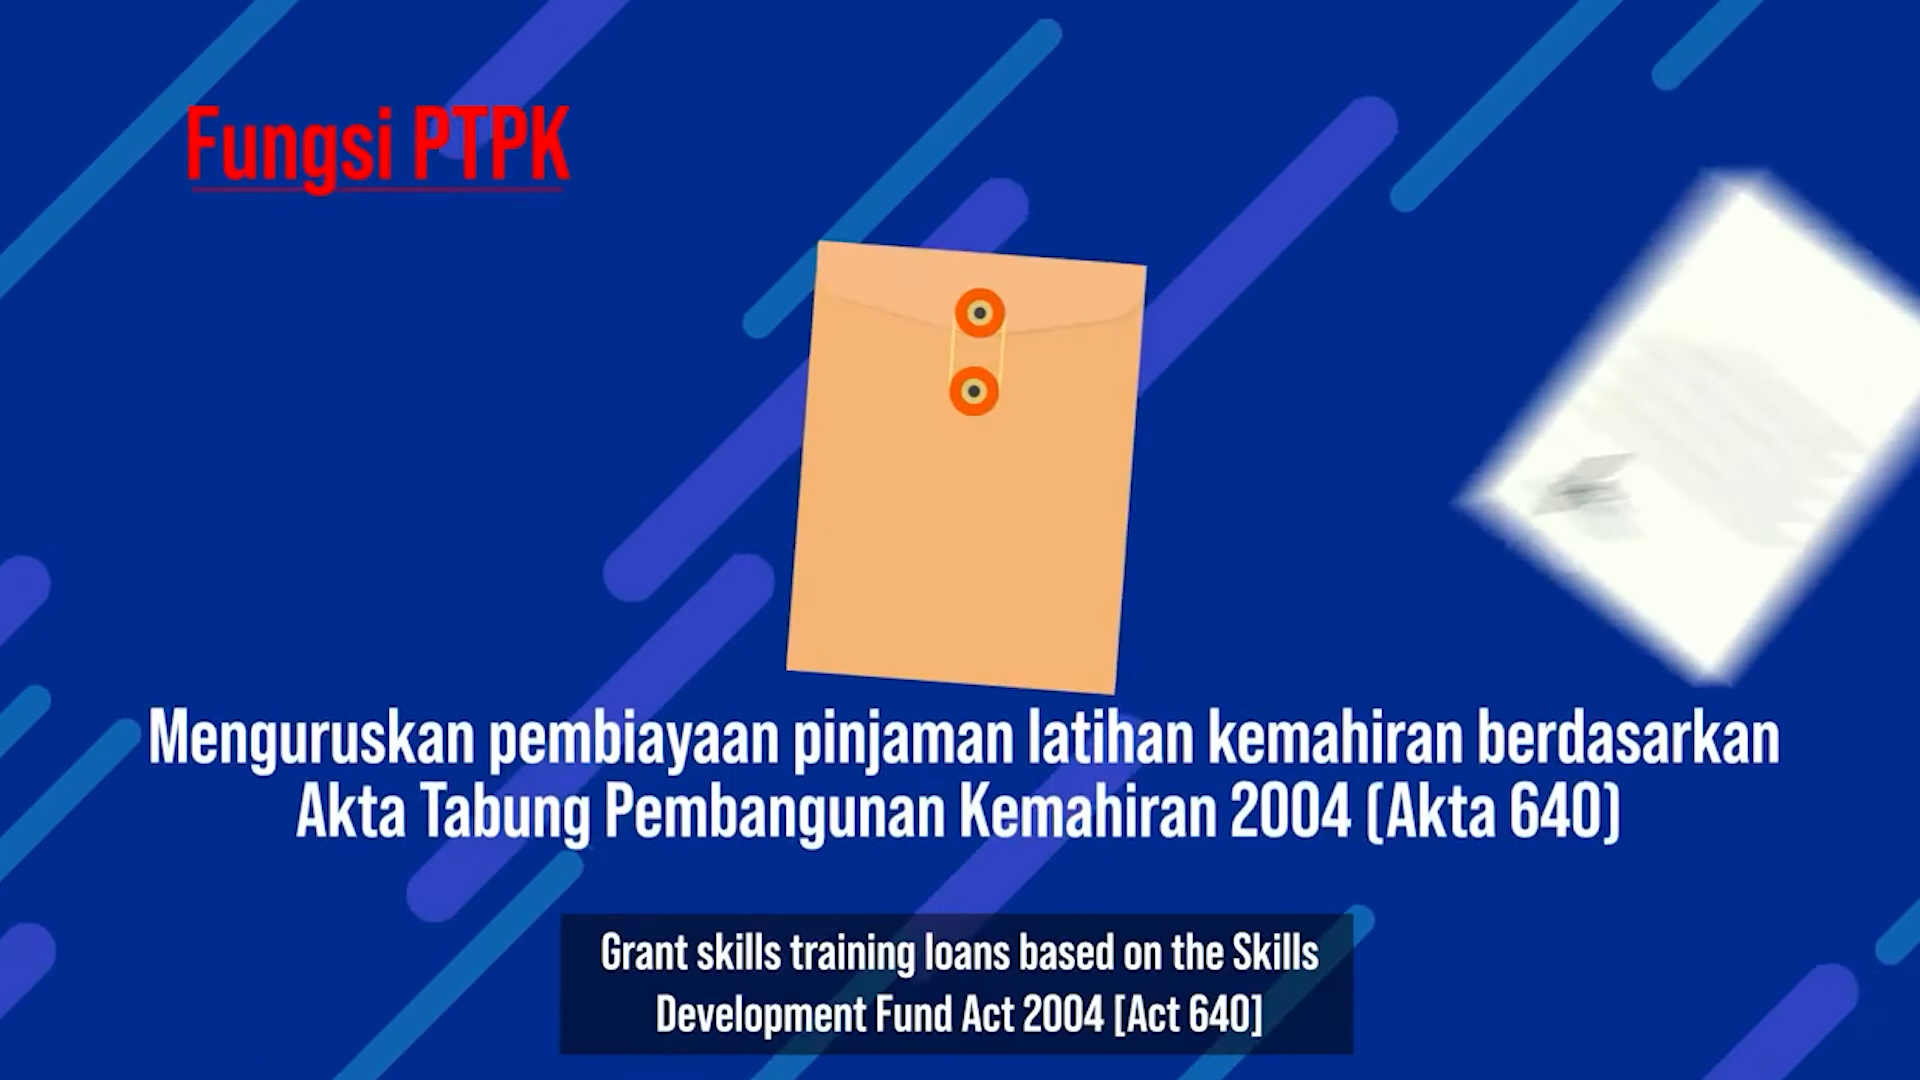 Fungsi PTPK
Menguruskan pembiayaan pinjaman latihan kemahiran berdasarkan
Akta Tabung Pembangunan Kemahiran 2004 (Akta 640)
Grant skills training loans based on the Skills
Development Fund Act 2004 [Act 640]